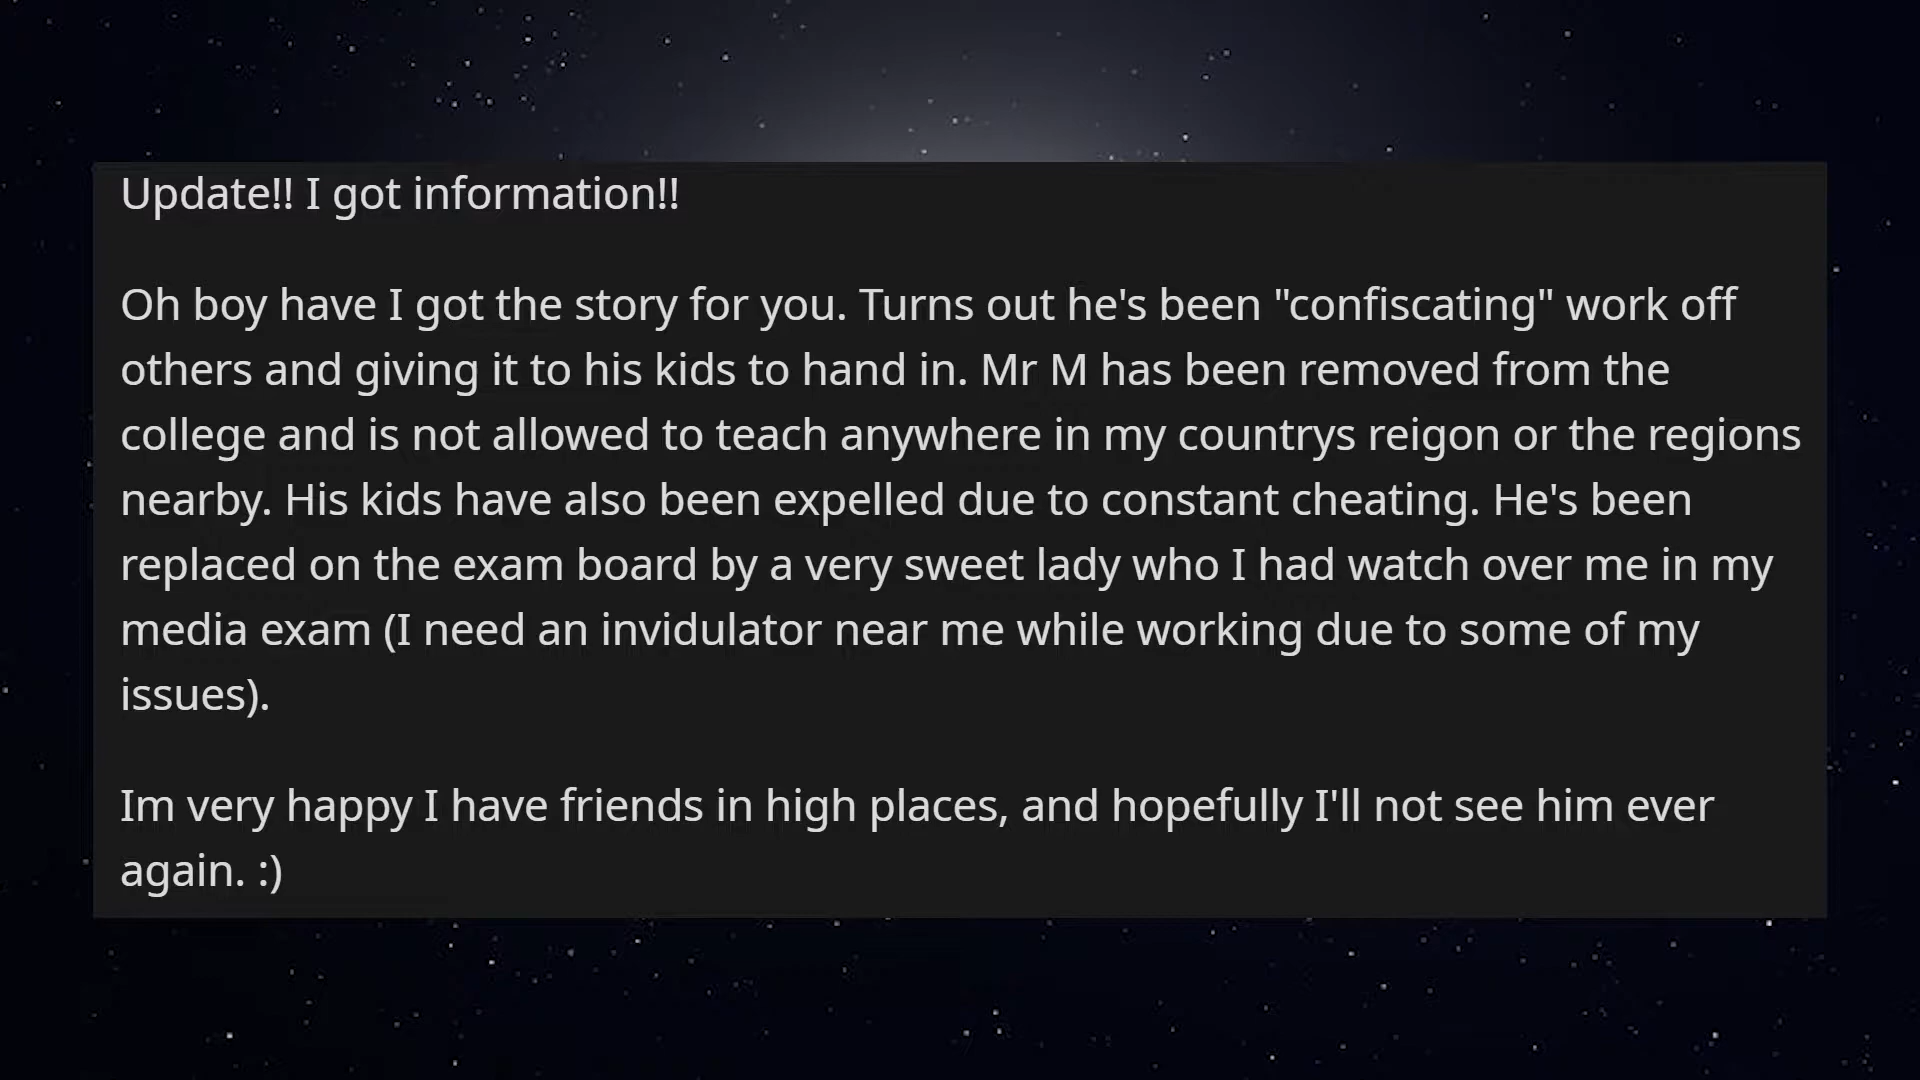 Update!! I got information!!
Oh boy have I got the story for you. Turns out he's been "confiscating" work off
others and giving it to his kids to hand in. Mr M has been removed from the
college and is not allowed to teach anywhere in my countrys reigon or the regions
nearby. His kids have also been expelled due to constant cheating. He's been
replaced on the exam board by a very sweet lady who I had watch over me in my
media exam (I need an invidulator near me while working due to some of my
issues).
Im very happy I have friends in high places, and hopefully I'll not see him ever
again. :)